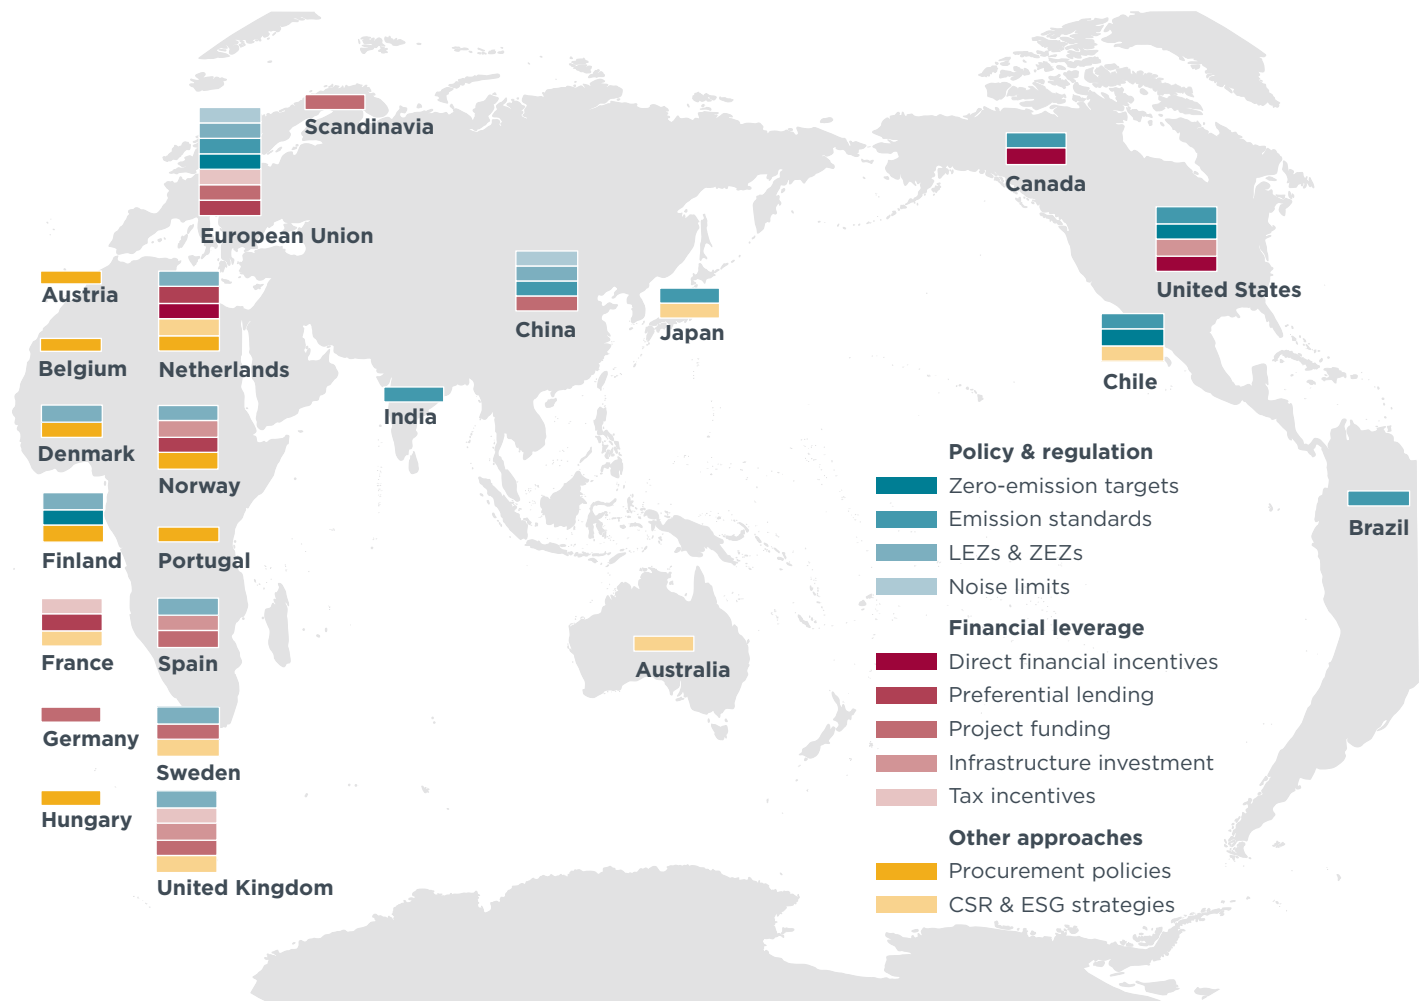 Scandinavia
European Union
Canada
United States
Austria
Belgium
Netherlands
China
Japan
Chile
India
Denmark
Norway
Finland
Portugal
Brazil
France
Spain
Australia
Germany
Sweden
Hungary
United Kingdom
Policy & regulation
Zero-emission targets
Emission standards
LEZs & ZEZs
Noise limits
Financial leverage
Direct financial incentives
Preferential lending
Project funding
Infrastructure investment
Tax incentives
Other approaches
Procurement policies
CSR & ESG strategies